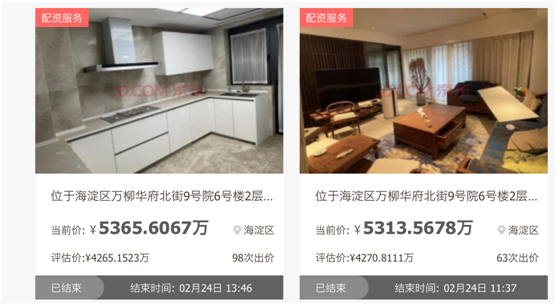 配资服务
JD.COM 京东
位于海淀区万柳华府北街9号院6号楼2层...
当前价: ¥5365.6067万
海淀区
评估价:¥4265.1523万
98次出价
已结束
结束时间: 02月24日 13:46
配资服务
JD.COM 京东
位于海淀区万柳华府北街9号院6号楼2层...
当前价: ¥5313.5678万
海淀区
评估价:¥4270.8111万
63次出价
已结束
结束时间: 02月24日 11:37